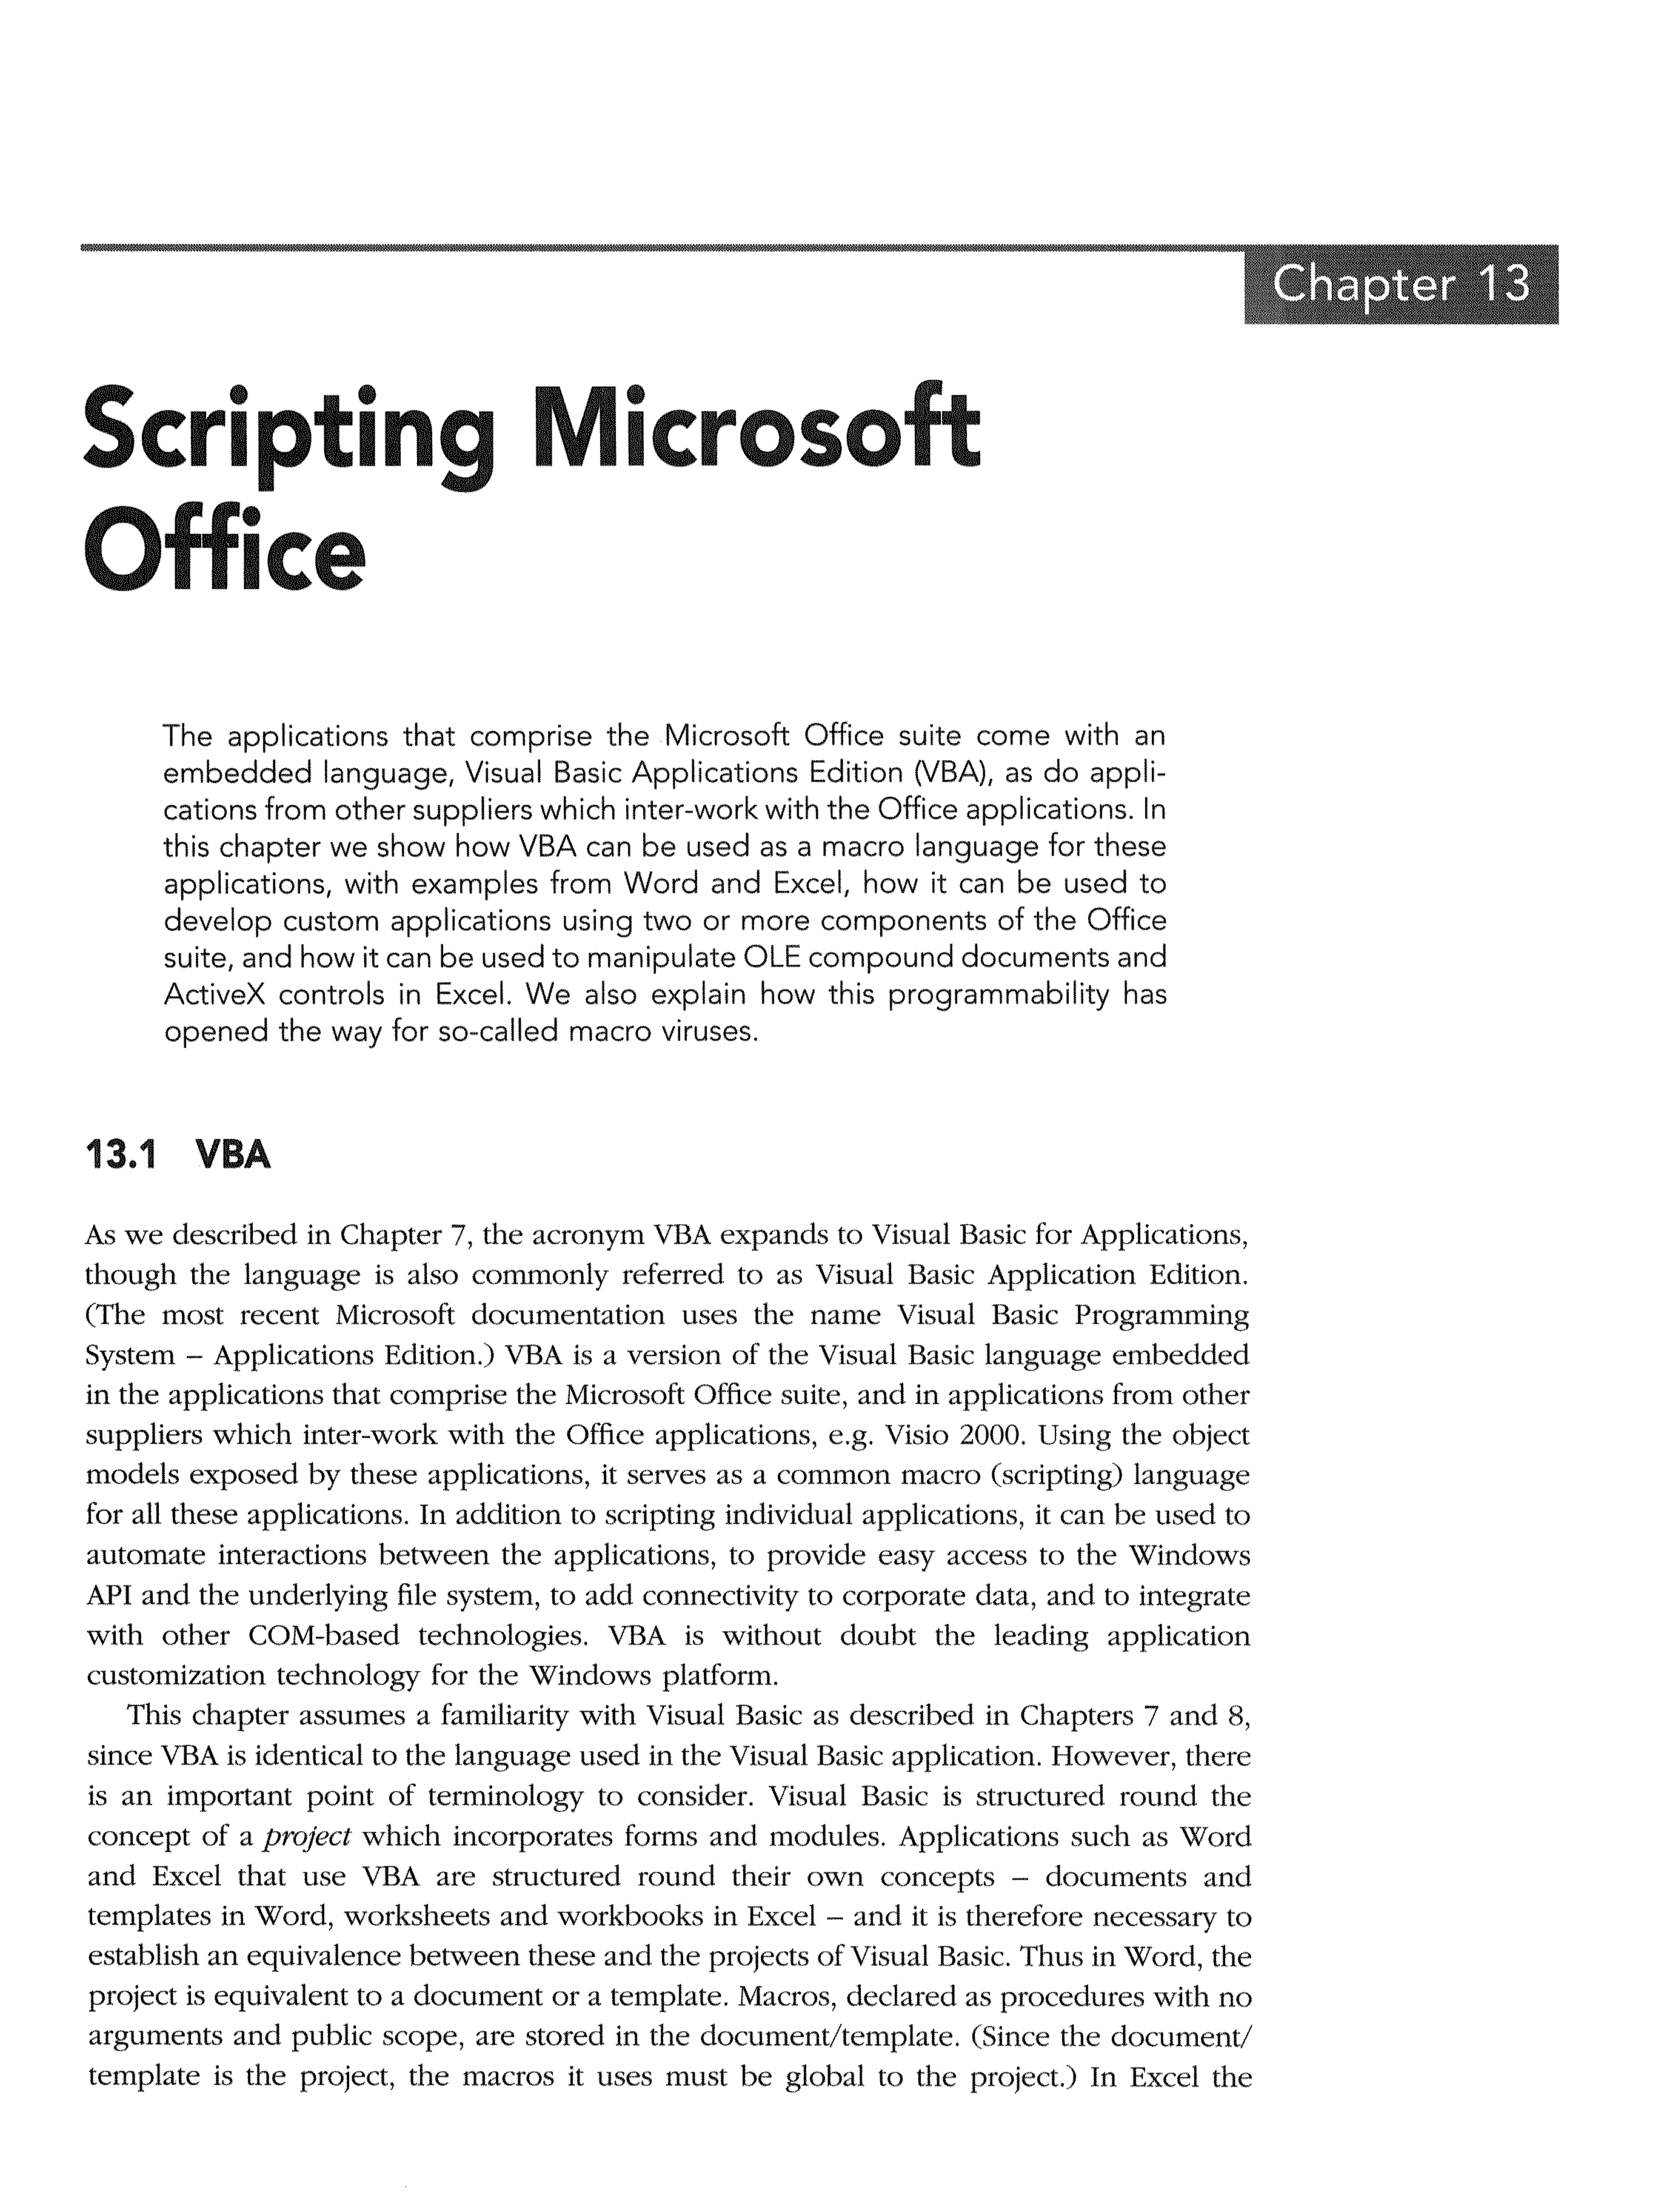 Chapter 13
Scripting Microsoft
Office
The applications that comprise the Microsoft Office suite come with an
embedded language, Visual Basic Applications Edition (VBA), as do appli-
cations from other suppliers which inter-work with the Office applications. In
this chapter we show how VBA can be used as a macro language for these
applications, with examples from Word and Excel, how it can be used to
develop custom applications using two or more components of the Office
suite, and how it can be used to manipulate OLE compound documents and
ActiveX controls in Excel. We also explain how this programmability has
opened the way for so-called macro viruses.
13.1 VBA
As we described in Chapter 7, the acronym VBA expands to Visual Basic for Applications,
though the language is also commonly referred to as Visual Basic Application Edition.
(The most recent Microsoft documentation uses the name Visual Basic Programming
System – Applications Edition.) VBA is a version of the Visual Basic language embedded
in the applications that comprise the Microsoft Office suite, and in applications from other
suppliers which inter-work with the Office applications, e.g. Visio 2000. Using the object
models exposed by these applications, it serves as a common macro (scripting) language
for all these applications. In addition to scripting individual applications, it can be used to
automate interactions between the applications, to provide easy access to the Windows
API and the underlying file system, to add connectivity to corporate data, and to integrate
with other COM-based technologies. VBA is without doubt the leading application
customization technology for the Windows platform.
This chapter assumes a familiarity with Visual Basic as described in Chapters 7 and 8,
since VBA is identical to the language used in the Visual Basic application. However, there
is an important point of terminology to consider. Visual Basic is structured round the
concept of a project which incorporates forms and modules. Applications such as Word
and Excel that use VBA are structured round their own concepts – documents and
templates in Word, worksheets and workbooks in Excel – and it is therefore necessary to
establish an equivalence between these and the projects of Visual Basic. Thus in Word, the
project is equivalent to a document or a template. Macros, declared as procedures with no
arguments and public scope, are stored in the document/template. (Since the document/
template is the project, the macros it uses must be global to the project.) In Excel the